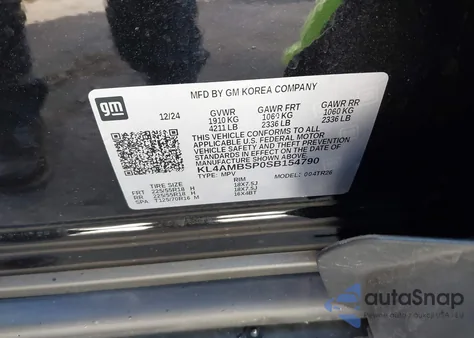 gm
MFD BY GM KOREA COMPANY
12/24 GVWR GAWR FRT GAWR RR
1910 KG 1060 KG 1060 KG
4211 LB 2336 LB 2336 LB
THIS VEHICLE CONFORMS TO ALL
APPLICABLE U.S. FEDERAL MOTOR
VEHICLE SAFETY AND THEFT
PREVENTION STANDARDS IN EFFECT
ON THE DATE OF MANUFACTURE
SHOWN ABOVE.
KL4AMBSP0SB154790
TYPE: MPV MODEL: 004TR26
TIRE SIZE RIM
FRT 225/55R18 H 18X7.5J
RR 225/55R18 H 18X7.5J
SPA T125/70R16 M 16X4BT
autoSnap